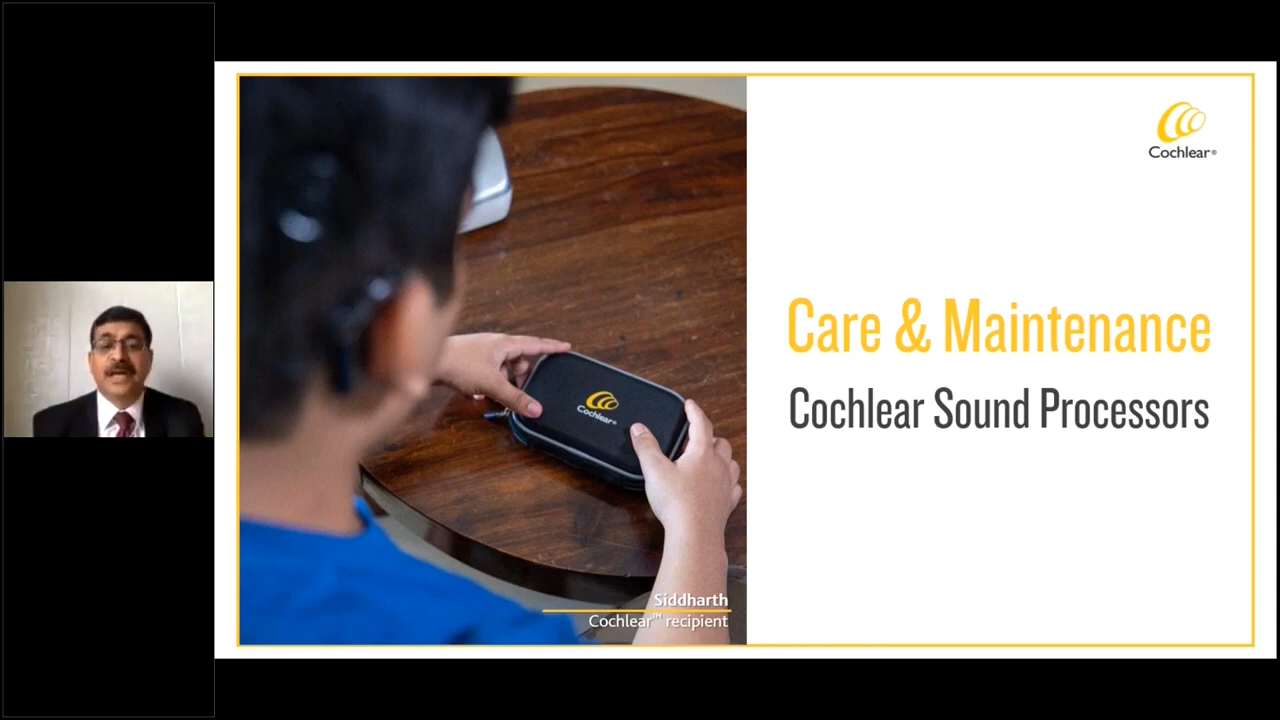 Cochlear®
Care & Maintenance
Cochlear Sound Processors
Cochlear®
Siddharth
Cochlear™ recipient